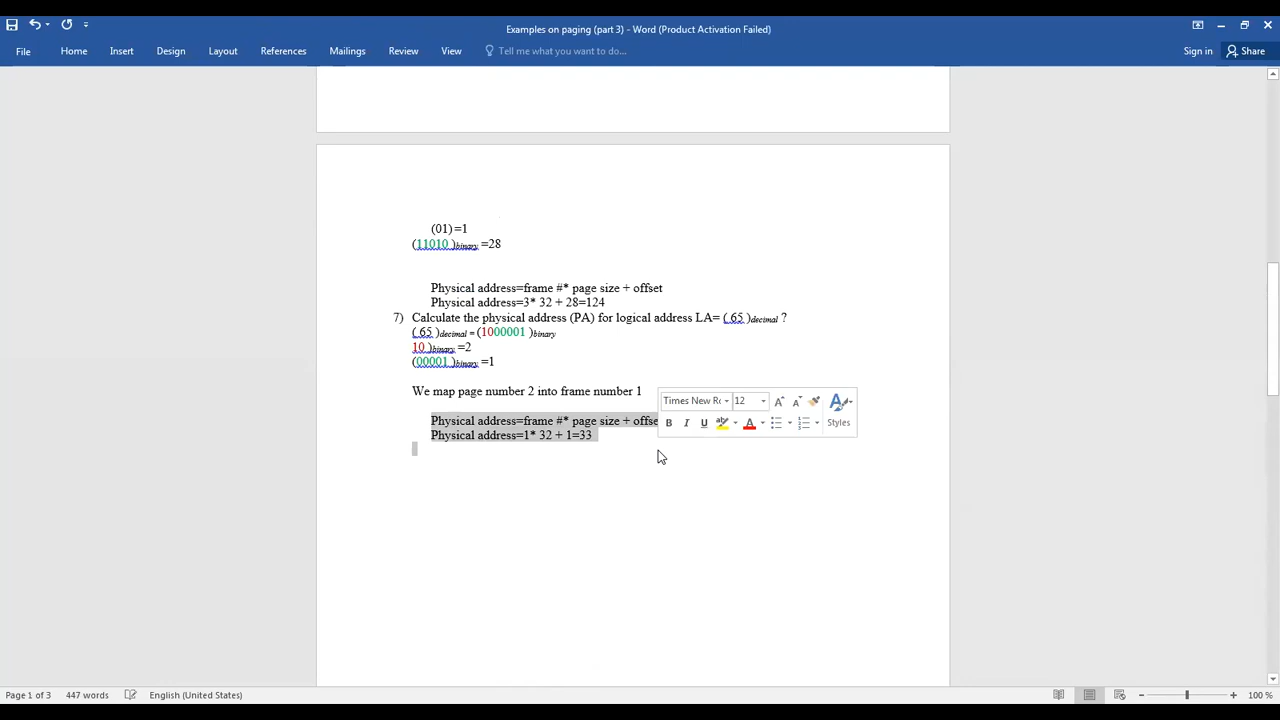 Examples on paging (part 3) - Word (Product Activation Failed)
File Home Insert Design Layout References Mailings Review View Tell me what you want to do... Sign in Share
(01) =1
(11010 )binary =28
Physical address=frame #* page size + offset
Physical address=3* 32 + 28=124
7) Calculate the physical address (PA) for logical address LA= ( 65 )decimal ?
( 65 )decimal = (1000001 )binary
10 )binary =2
(00001 )binary =1
We map page number 2 into frame number 1
Times New Ro 12 A A
Physical address=frame #* page size + offse
B I U ab A Styles
Physical address=1* 32 + 1=33
Page 1 of 3 447 words English (United States) 100 %